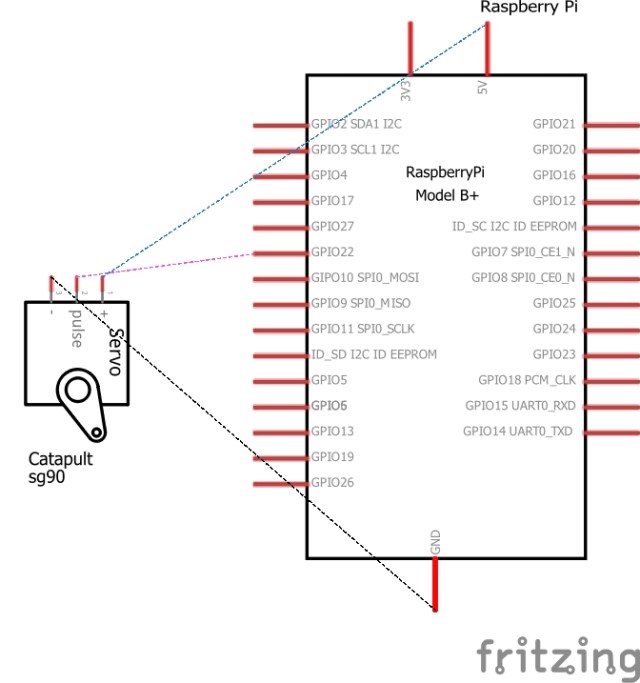 Raspberry Pi
3V3
5V
GPIO2 SDA1 I2C
GPIO3 SCL1 I2C
GPIO4
GPIO17
GPIO27
GPIO22
GIPO10 SPI0_MOSI
GPIO9 SPI0_MISO
GPIO11 SPI0_SCLK
ID_SD I2C ID EEPROM
GPIO5
GPIO6
GPIO13
GPIO19
GPIO26
RaspberryPi
Model B+
GPIO21
GPIO20
GPIO16
GPIO12
ID_SC I2C ID EEPROM
GPIO7 SPI0_CE1_N
GPIO8 SPI0_CE0_N
GPIO25
GPIO24
GPIO23
GPIO18 PCM_CLK
GPIO15 UART0_RXD
GPIO14 UART0_TXD
GND
3
2
1
-
pulse
+
Servo
Catapult
sg90
fritzing